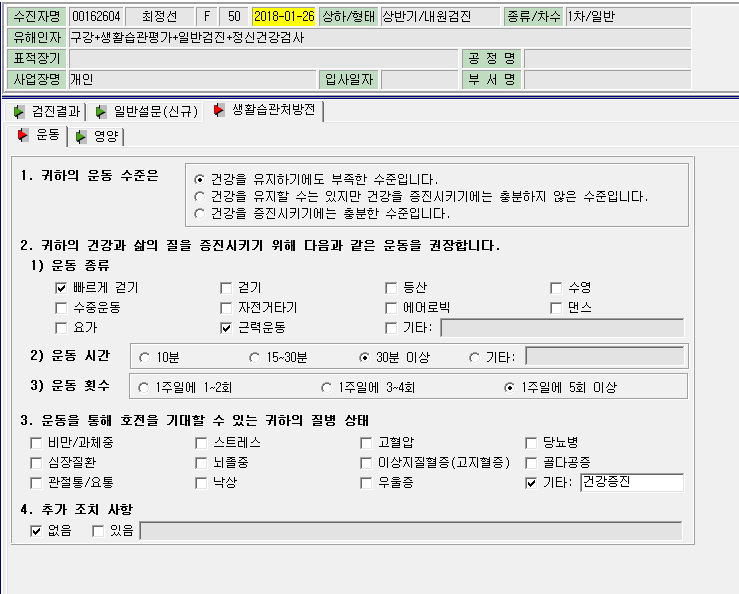 수진자명 00162604 최정선 F 50 2018-01-26 상하/형태 상반기/내원검진 종류/차수 1차/일반
유해인자 구강+생활습관평가+일반검진+정신건강검사
표적장기 공 정 명
사업장명 개인 입사일자 부 서 명
검진결과 일반설문(신규) 생활습관처방전
운동 영양
1. 귀하의 운동 수준은 건강을 유지하기에도 부족한 수준입니다.
건강을 유지할 수는 있지만 건강을 증진시키기에는 충분하지 않은 수준입니다.
건강을 증진시키기에는 충분한 수준입니다.
2. 귀하의 건강과 삶의 질을 증진시키기 위해 다음과 같은 운동을 권장합니다.
1) 운동 종류
빠르게 걷기 걷기 등산 수영
수중운동 자전거타기 에어로빅 댄스
요가 근력운동 기타:
2) 운동 시간 10분 15~30분 30분 이상 기타:
3) 운동 횟수 1주일에 1~2회 1주일에 3~4회 1주일에 5회 이상
3. 운동을 통해 호전을 기대할 수 있는 귀하의 질병 상태
비만/과체중 스트레스 고혈압 당뇨병
심장질환 뇌졸중 이상지질혈증(고지혈증) 골다공증
관절통/요통 낙상 우울증 기타: 건강증진
4. 추가 조치 사항
없음 있음